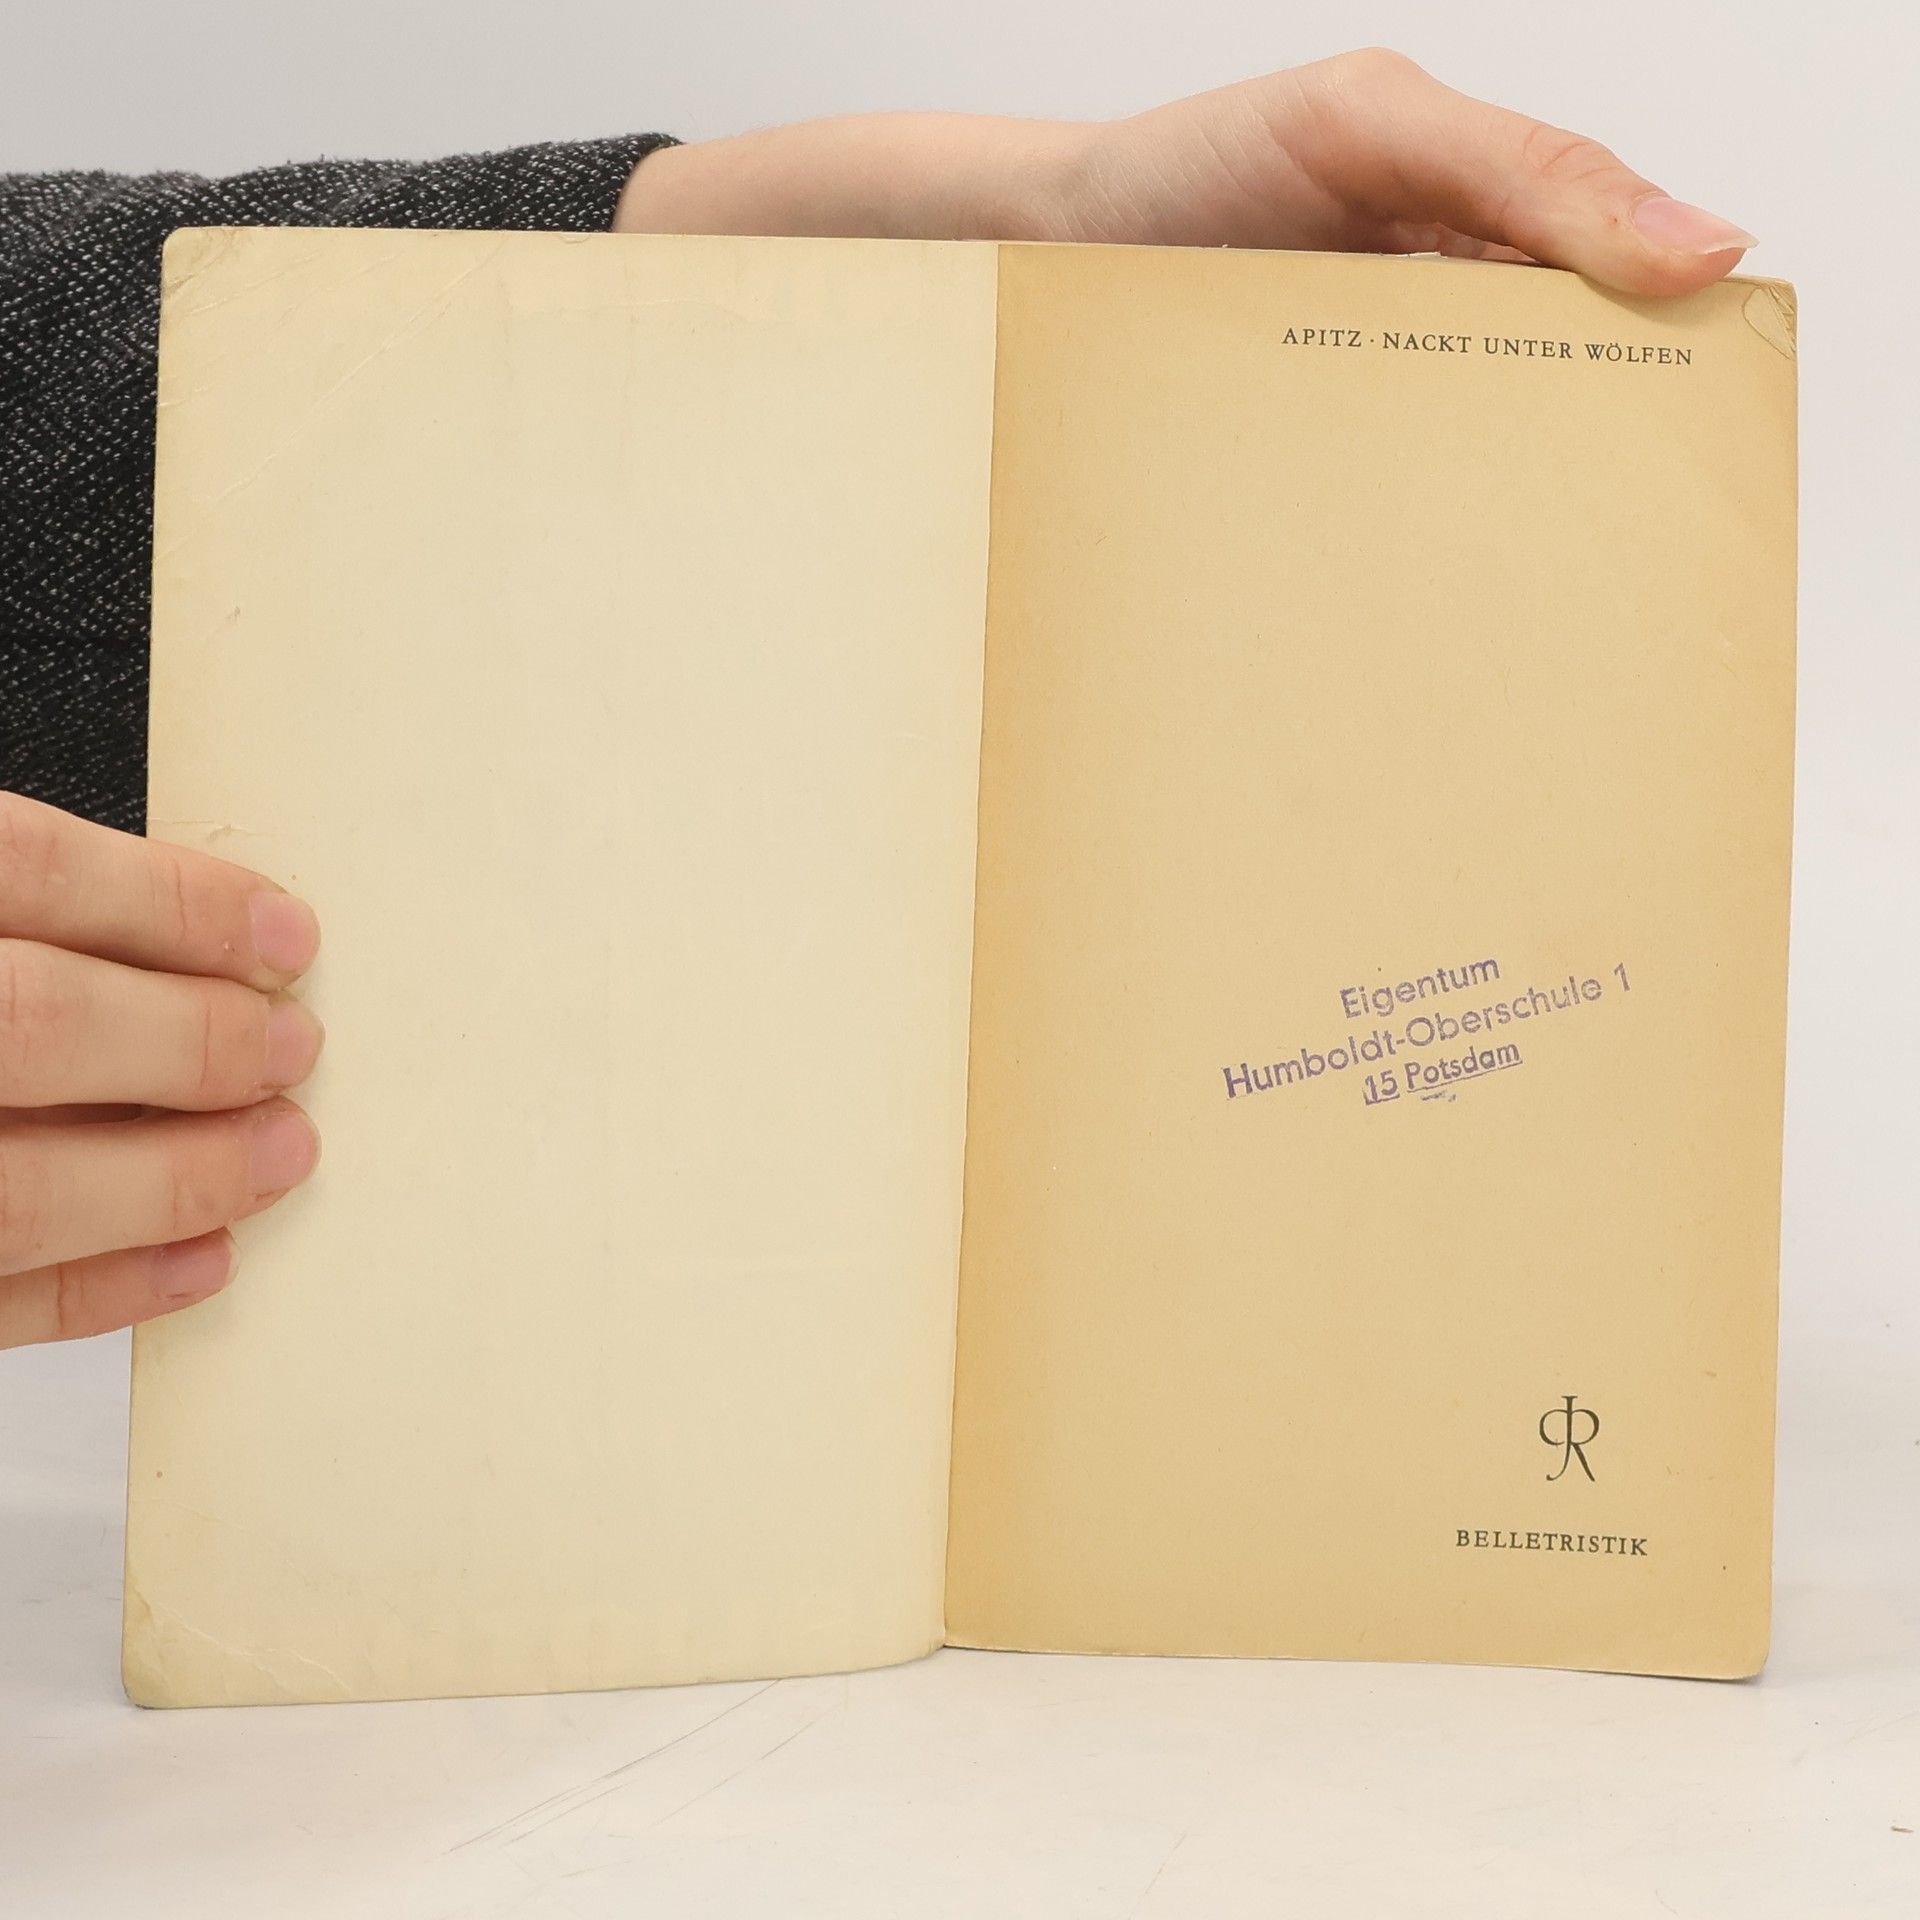 APITZ · NACKT UNTER WÖLFEN
Eigentum
Humboldt-Oberschule 1
15 Potsdam
BELLETRISTIK